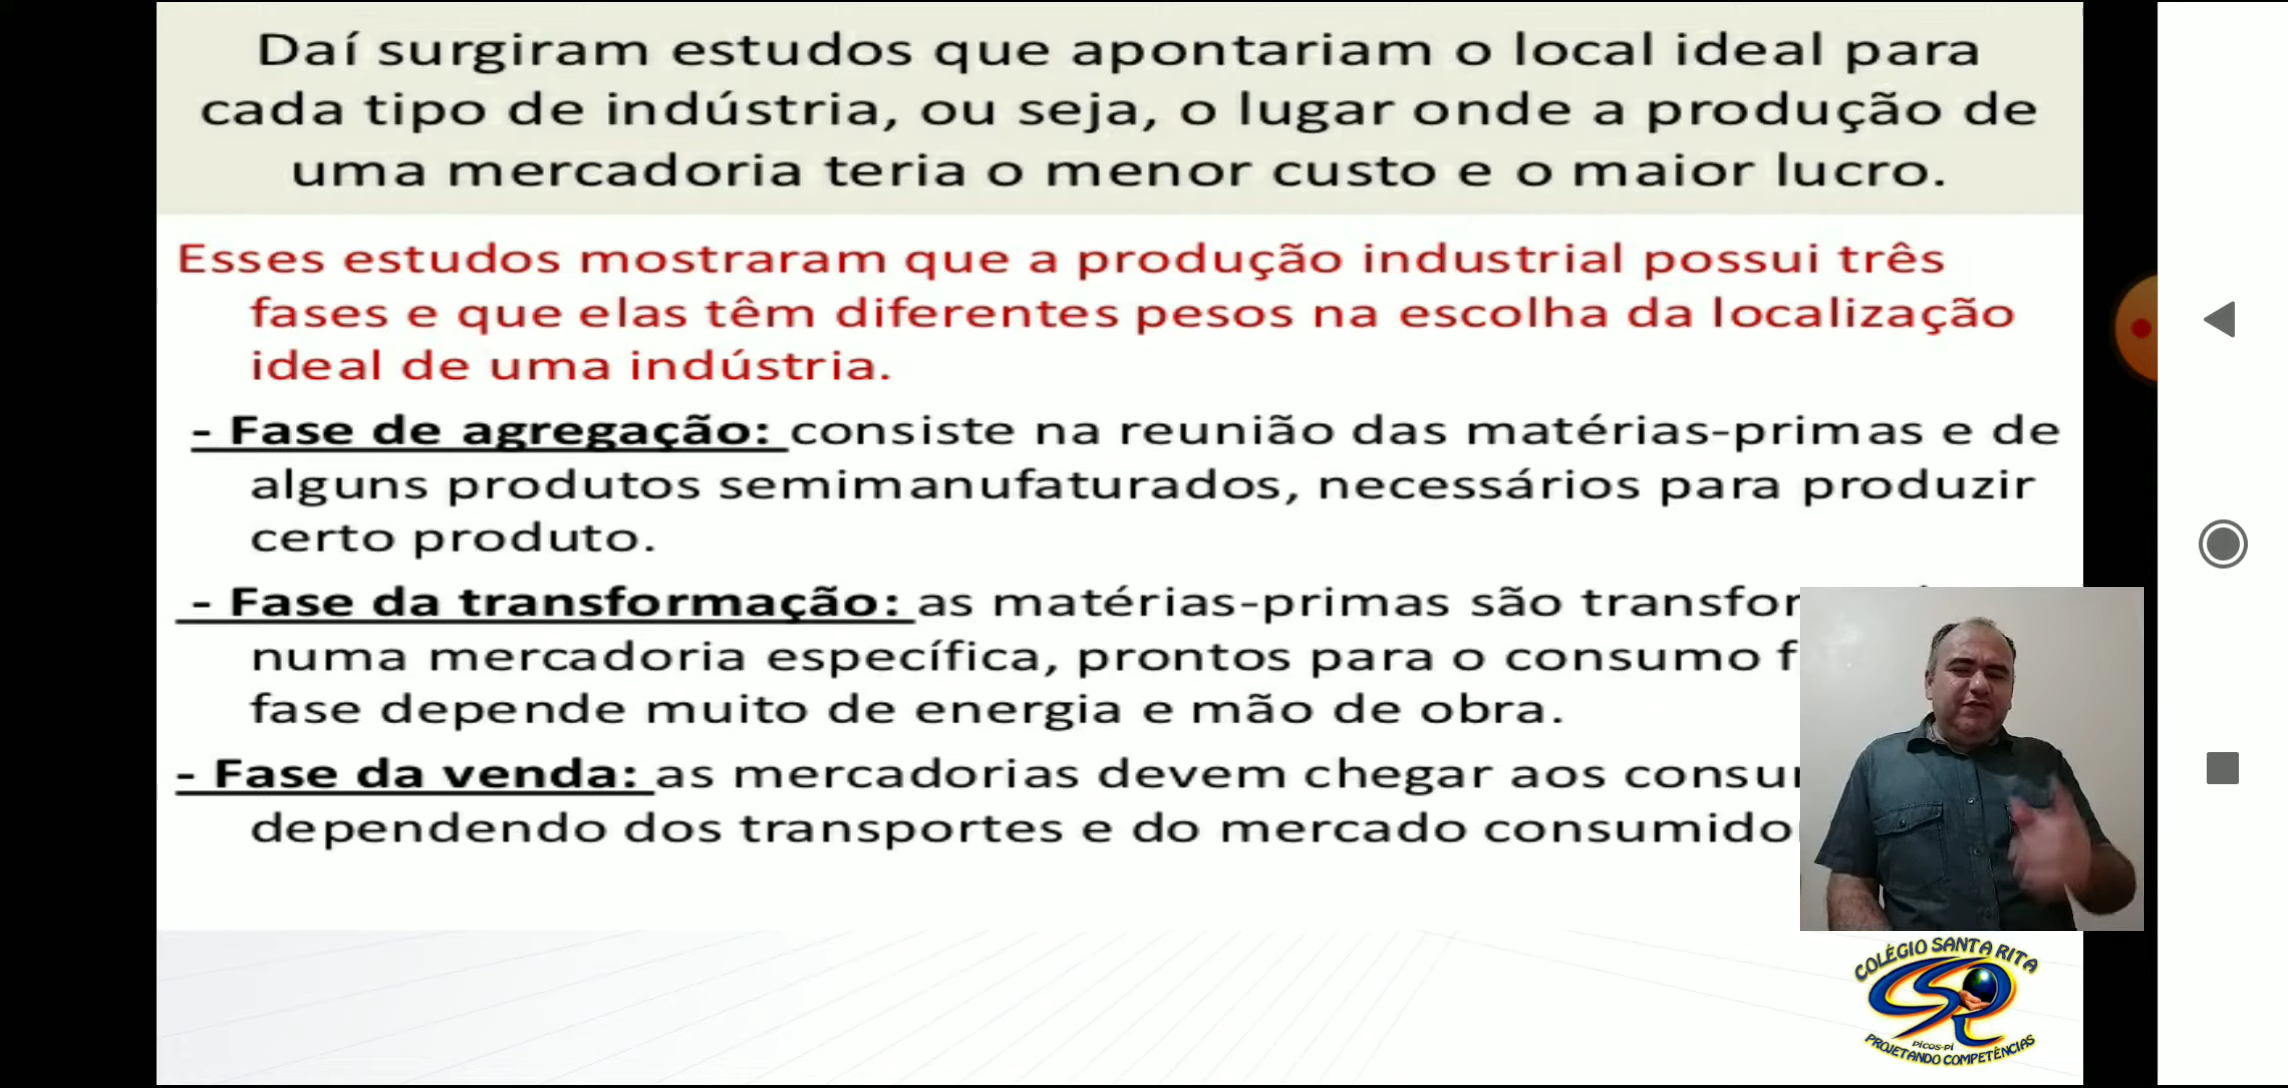 Daí surgiram estudos que apontariam o local ideal para
cada tipo de indústria, ou seja, o lugar onde a produção de
uma mercadoria teria o menor custo e o maior lucro.
Esses estudos mostraram que a produção industrial possui três
fases e que elas têm diferentes pesos na escolha da localização
ideal de uma indústria.
- Fase de agregação: consiste na reunião das matérias-primas e de
alguns produtos semimanufaturados, necessários para produzir
certo produto.
- Fase da transformação: as matérias-primas são
numa mercadoria específica, prontos para o consumo
fase depende muito de energia e mão de obra.
- Fase da venda: as mercadorias devem chegar aos
dependendo dos transportes e do mercado
COLÉGIO SANTA RITA
PICOS-PI
PROJETANDO COMPETÊNCIAS